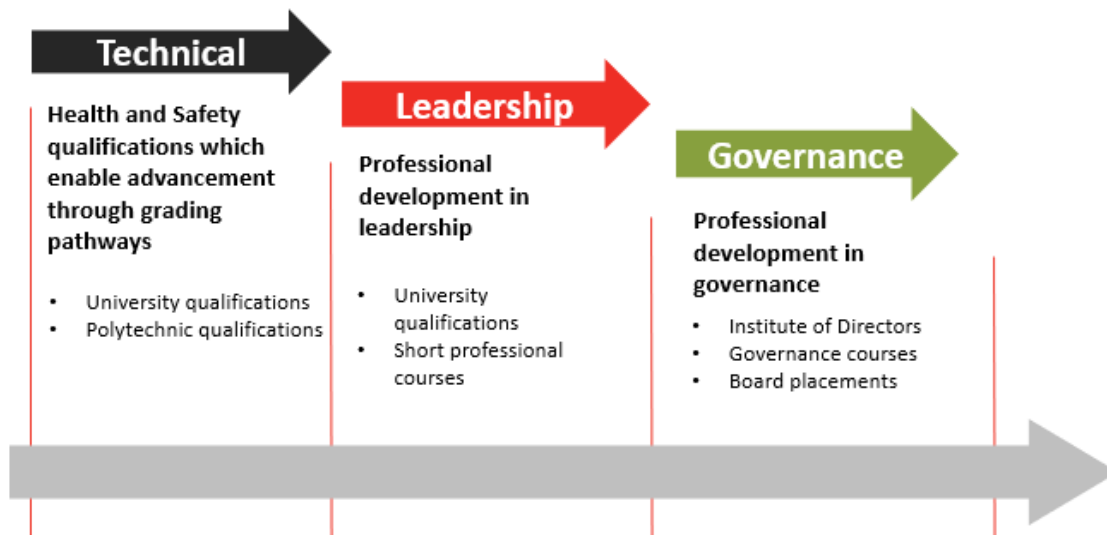 Technical
Health and Safety
qualifications which
enable advancement
through grading
pathways
• University qualifications
• Polytechnic qualifications
Leadership
Professional
development in
leadership
• University
qualifications
• Short professional
courses
Governance
Professional
development in
governance
• Institute of Directors
• Governance courses
• Board placements